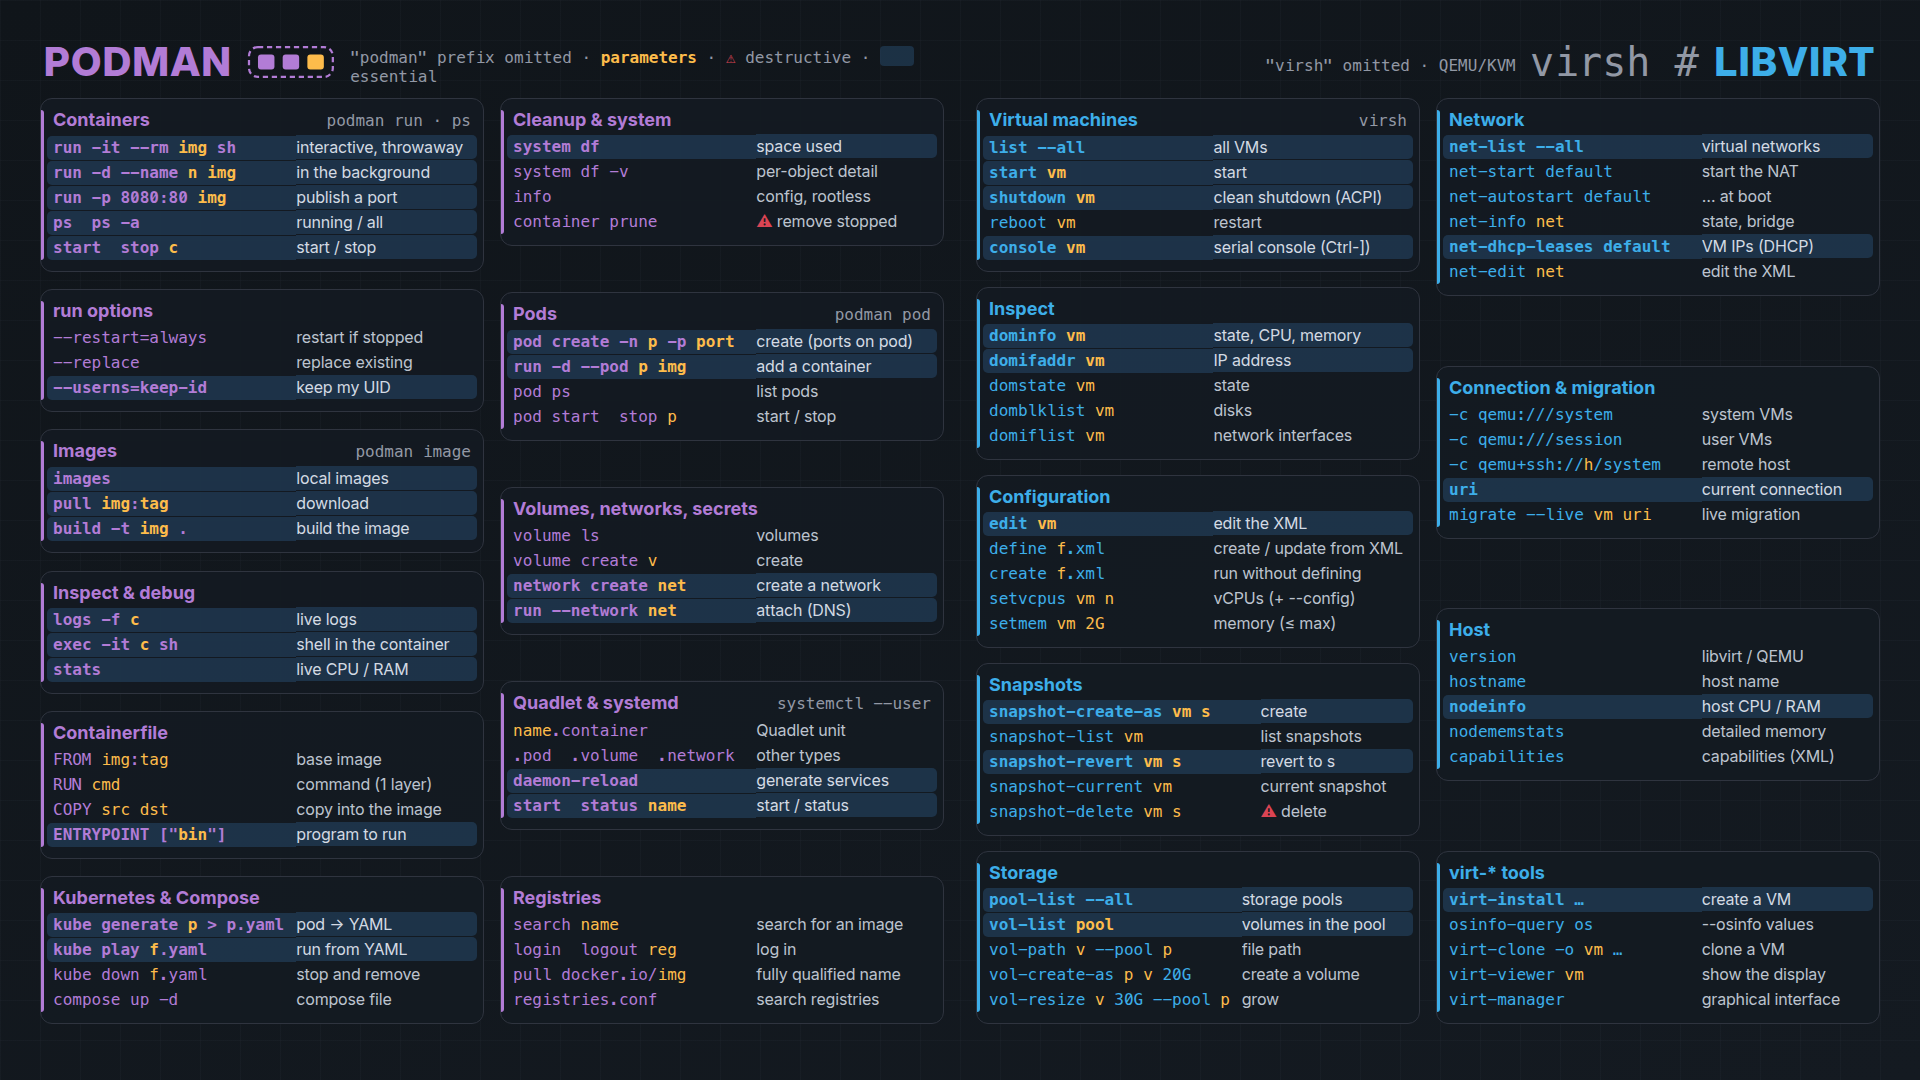 PODMAN
"podman" prefix omitted · parameters · ⚠ destructive ·
essential
"virsh" omitted · QEMU/KVM virsh # LIBVIRT
Containers podman run · ps
run -it --rm img sh interactive, throwaway
run -d --name n img in the background
run -p 8080:80 img publish a port
ps ps -a running / all
start stop c start / stop
run options
--restart=always restart if stopped
--replace replace existing
--userns=keep-id keep my UID
Images podman image
images local images
pull img:tag download
build -t img . build the image
Inspect & debug
logs -f c live logs
exec -it c sh shell in the container
stats live CPU / RAM
Containerfile
FROM img:tag base image
RUN cmd command (1 layer)
COPY src dst copy into the image
ENTRYPOINT ["bin"] program to run
Kubernetes & Compose
kube generate p > p.yaml pod → YAML
kube play f.yaml run from YAML
kube down f.yaml stop and remove
compose up -d compose file
Cleanup & system
system df space used
system df -v per-object detail
info config, rootless
container prune ⚠ remove stopped
Pods podman pod
pod create -n p -p port create (ports on pod)
run -d --pod p img add a container
pod ps list pods
pod start stop p start / stop
Volumes, networks, secrets
volume ls volumes
volume create v create
network create net create a network
run --network net attach (DNS)
Quadlet & systemd systemctl --user
name.container Quadlet unit
.pod .volume .network other types
daemon-reload generate services
start status name start / status
Registries
search name search for an image
login logout reg log in
pull docker.io/img fully qualified name
registries.conf search registries
Virtual machines virsh
list --all all VMs
start vm start
shutdown vm clean shutdown (ACPI)
reboot vm restart
console vm serial console (Ctrl-])
Inspect
dominfo vm state, CPU, memory
domifaddr vm IP address
domstate vm state
domblklist vm disks
domiflist vm network interfaces
Configuration
edit vm edit the XML
define f.xml create / update from XML
create f.xml run without defining
setvcpus vm n vCPUs (+ --config)
setmem vm 2G memory (≤ max)
Snapshots
snapshot-create-as vm s create
snapshot-list vm list snapshots
snapshot-revert vm s revert to s
snapshot-current vm current snapshot
snapshot-delete vm s ⚠ delete
Storage
pool-list --all storage pools
vol-list pool volumes in the pool
vol-path v --pool p file path
vol-create-as p v 20G create a volume
vol-resize v 30G --pool p grow
Network
net-list --all virtual networks
net-start default start the NAT
net-autostart default … at boot
net-info net state, bridge
net-dhcp-leases default VM IPs (DHCP)
net-edit net edit the XML
Connection & migration
-c qemu:///system system VMs
-c qemu:///session user VMs
-c qemu+ssh://h/system remote host
uri current connection
migrate --live vm uri live migration
Host
version libvirt / QEMU
hostname host name
nodeinfo host CPU / RAM
nodememstats detailed memory
capabilities capabilities (XML)
virt-* tools
virt-install … create a VM
osinfo-query os --osinfo values
virt-clone -o vm … clone a VM
virt-viewer vm show the display
virt-manager graphical interface